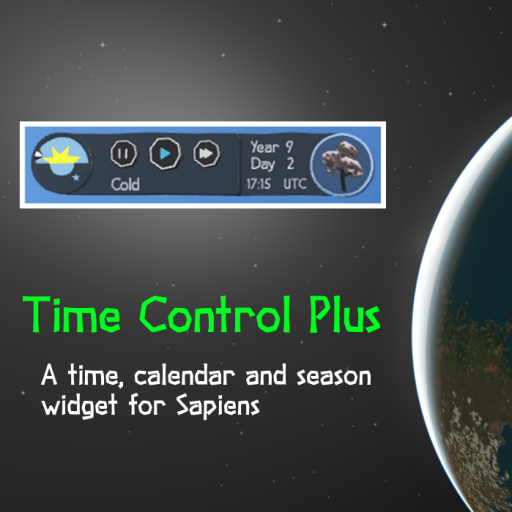 Year 9
Day 2
Cold
17:15 UTC
Time Control Plus
A time, calendar and season
widget for Sapiens